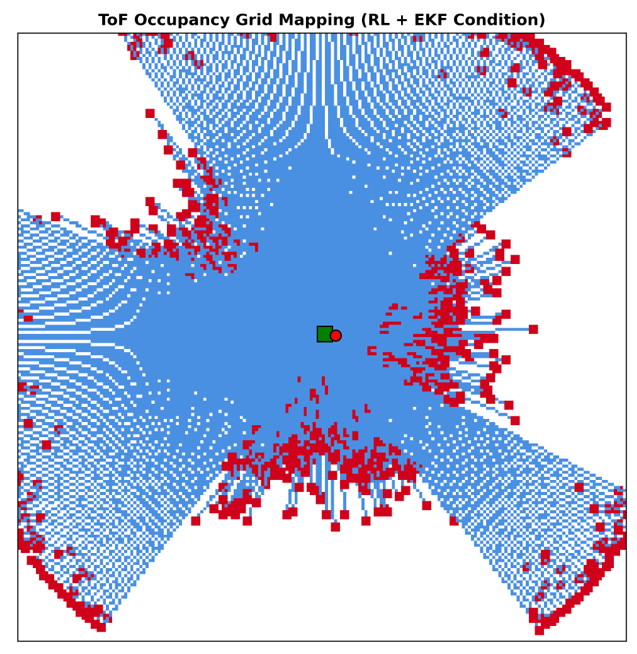 ToF Occupancy Grid Mapping (RL + EKF Condition)